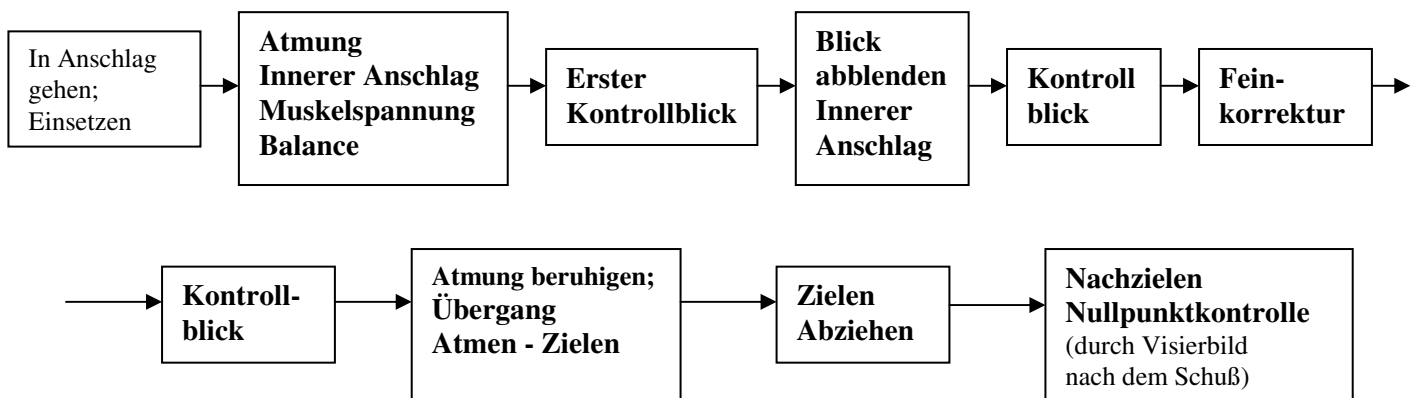 In Anschlag
gehen;
Einsetzen
Atmung
Innerer Anschlag
Muskelspannung
Balance
Erster
Kontrollblick
Blick
abblenden
Innerer
Anschlag
Kontroll
blick
Fein-
korrektur
Kontroll-
blick
Atmung beruhigen;
Übergang
Atmen - Zielen
Zielen
Abziehen
Nachzielen
Nullpunktkontrolle
(durch Visierbild
nach dem Schuß)